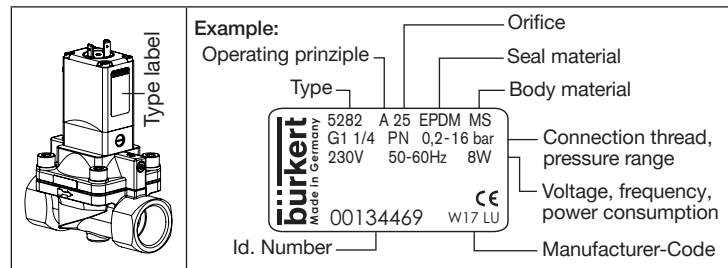 Type label
Example:
Operating prinziple
Orifice
Seal material
Type
Body material
bürkert
Made in Germany
5282 A 25 EPDM MS
G1 1/4 PN 0,2-16 bar
230V 50-60Hz 8W
CE
00134469 W17 LU
Connection thread,
pressure range
Voltage, frequency,
power consumption
Id. Number
Manufacturer-Code